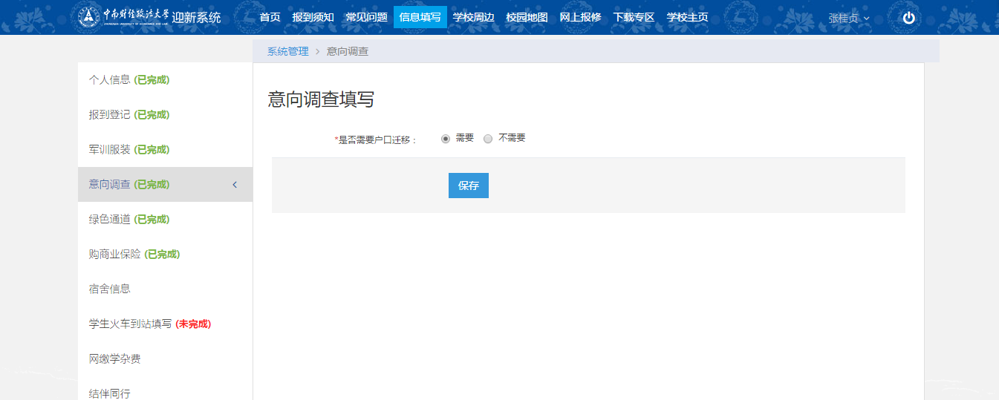 中南财经政法大学 迎新系统 首页 报到须知 常见问题 信息填写 学校周边 校园地图 网上报修 下载专区 学校主页 张桂贞
系统管理 > 意向调查
个人信息 (已完成)
报到登记 (已完成)
军训服装 (已完成)
意向调查 (已完成)
绿色通道 (已完成)
购商业保险 (已完成)
宿舍信息
学生火车到站填写 (未完成)
网缴学杂费
结伴同行
意向调查填写
*是否需要户口迁移： 需要 不需要
保存